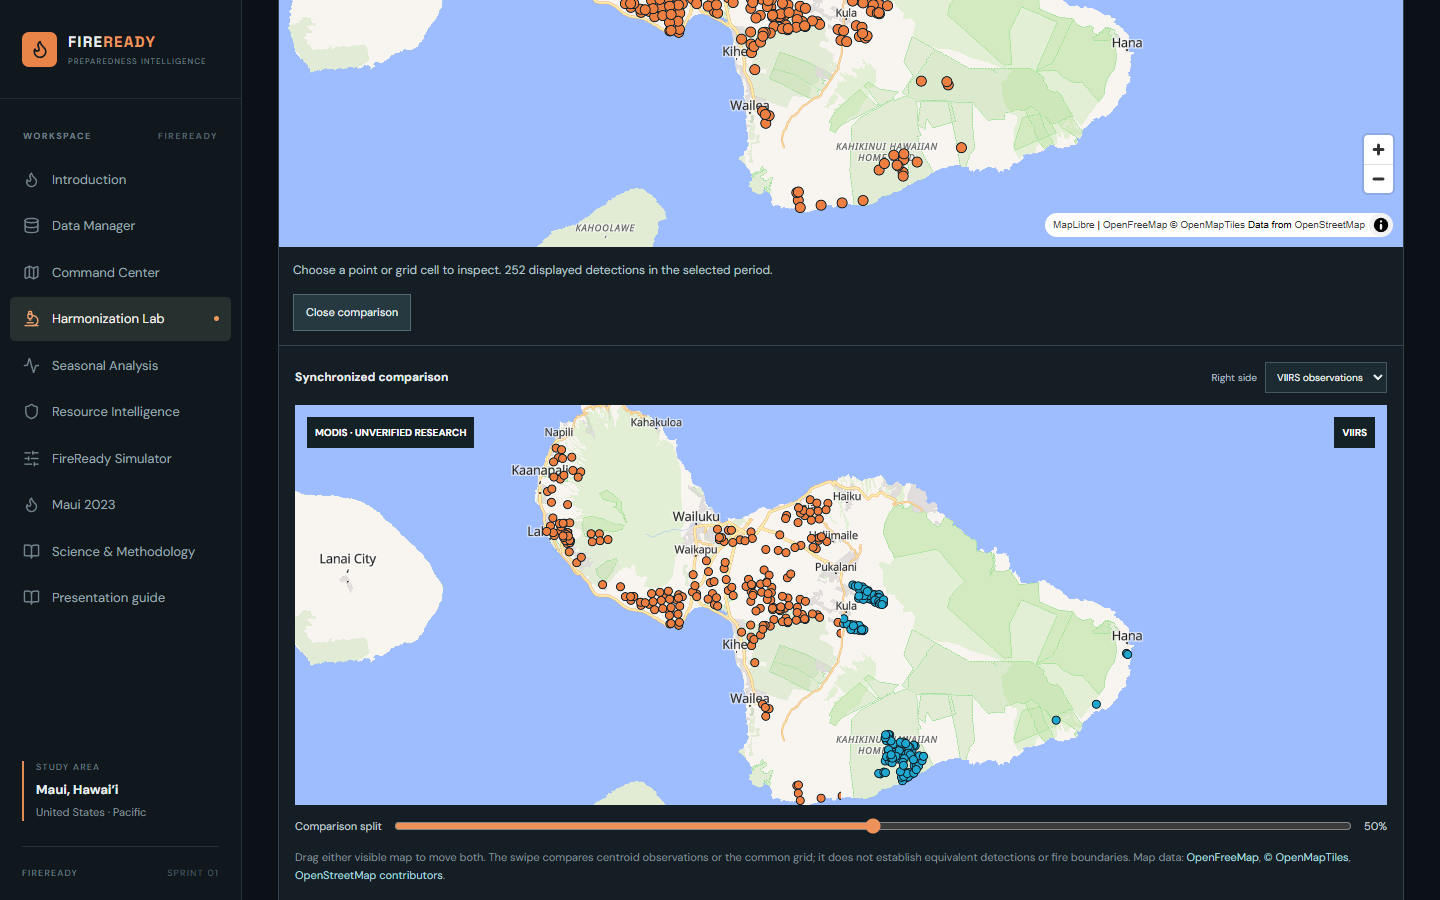 FIREREADY
PREPAREDNESS INTELLIGENCE
WORKSPACE FIREREADY
Introduction
Data Manager
Command Center
Harmonization Lab
Seasonal Analysis
Resource Intelligence
FireReady Simulator
Maui 2023
Science & Methodology
Presentation guide
STUDY AREA
Maui, Hawaiʻi
United States · Pacific
FIREREADY SPRINT 01
Kula
Hana
Kihe
Wailea
KAHIKINUI HAWAIIAN
KAHOOLAWE
+
−
MapLibre | OpenFreeMap © OpenMapTiles Data from OpenStreetMap
Choose a point or grid cell to inspect. 252 displayed detections in the selected period.
Close comparison
Synchronized comparison
Right side VIIRS observations
MODIS · UNVERIFIED RESEARCH
VIIRS
Kahakuloa
Napili
Kaanapali
Haiku
Wailuku
Waikapu
Pukalani
Lanai City
Kula
Hana
Kihe
Wailea
Comparison split 50%
Drag either visible map to move both. The swipe compares centroid observations or the common grid; it does not establish equivalent detections or fire boundaries. Map data: OpenFreeMap, © OpenMapTiles,
OpenStreetMap contributors.